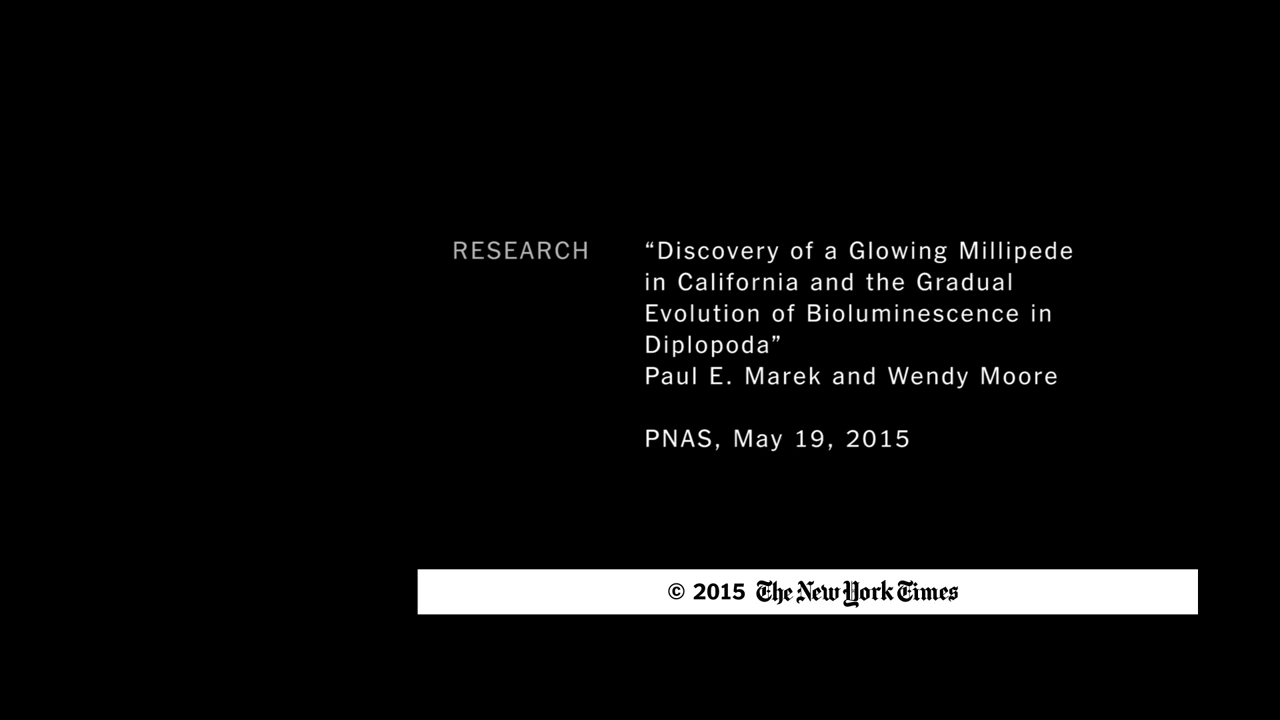 RESEARCH
“Discovery of a Glowing Millipede
in California and the Gradual
Evolution of Bioluminescence in
Diplopoda”
Paul E. Marek and Wendy Moore
PNAS, May 19, 2015
© 2015 The New York Times